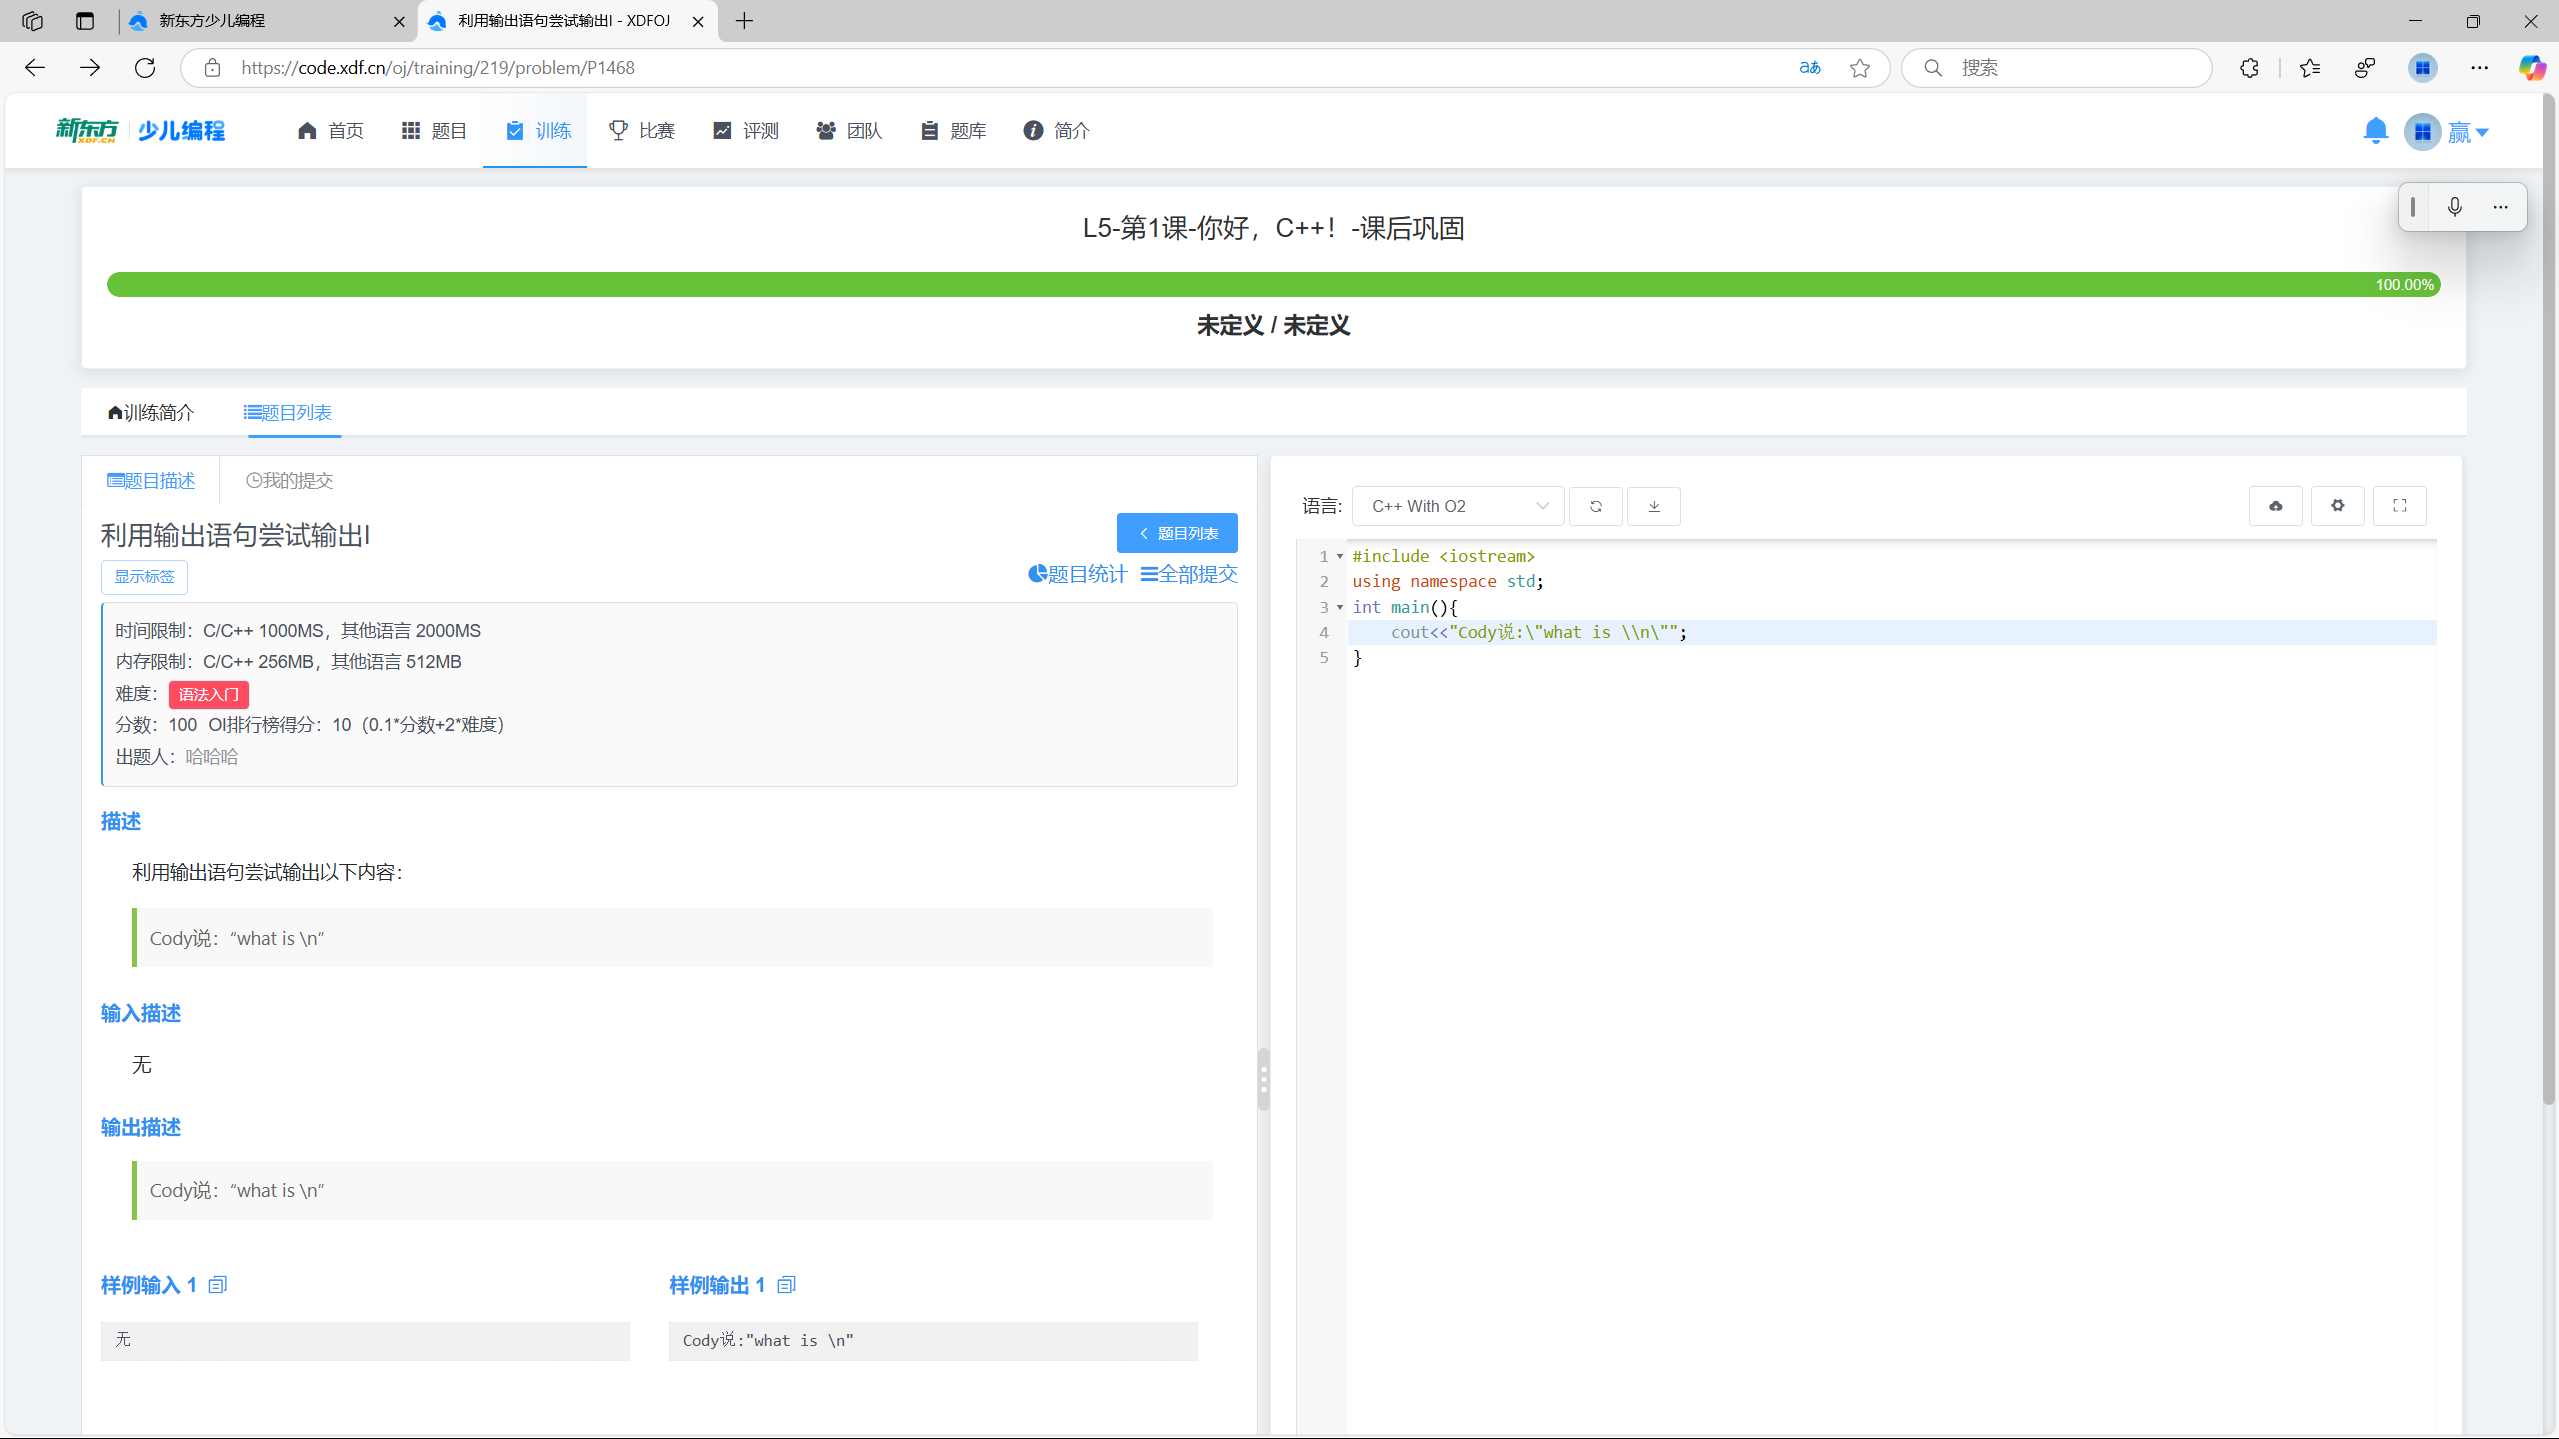 新东方少儿编程
利用输出语句尝试输出I - XDFOJ
https://code.xdf.cn/oj/training/219/problem/P1468
搜索
新东方 XDF.CN 少儿编程
首页 题目 训练 比赛 评测 团队 题库 简介
赢
L5-第1课-你好，C++！-课后巩固
100.00%
未定义 / 未定义
训练简介 题目列表
题目描述 我的提交
利用输出语句尝试输出I
题目列表
显示标签
题目统计 全部提交
时间限制：C/C++ 1000MS，其他语言 2000MS
内存限制：C/C++ 256MB，其他语言 512MB
难度：语法入门
分数：100 OI排行榜得分：10（0.1*分数+2*难度）
出题人：哈哈哈
描述
利用输出语句尝试输出以下内容：
Cody说：“what is \n”
输入描述
无
输出描述
Cody说：“what is \n”
样例输入 1
无
样例输出 1
Cody说:"what is \n"
语言: C++ With O2
1 #include <iostream>
2 using namespace std;
3 int main(){
4     cout<<"Cody说:\"what is \\n\"";
5 }